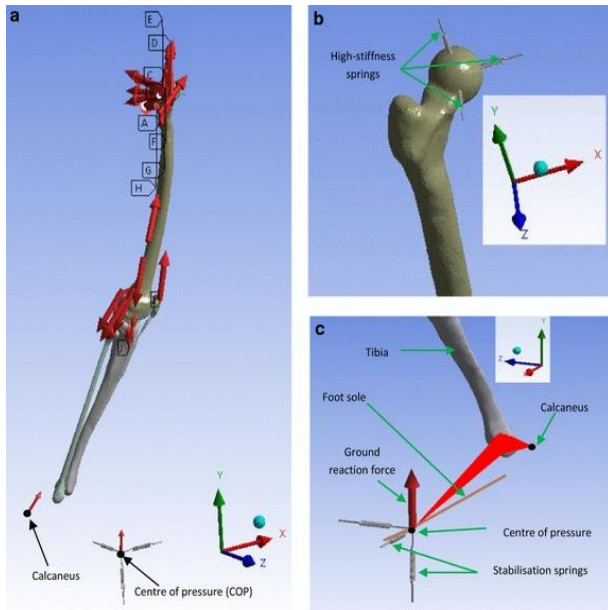 a
E
D
C
A
F
G
H
J
Calcaneus
Centre of pressure (COP)
Y
X
Z
b
High-stiffness
springs
Y
X
Z
c
Tibia
Y
Z
Foot sole
Calcaneus
Ground
reaction force
Centre of pressure
Stabilisation springs